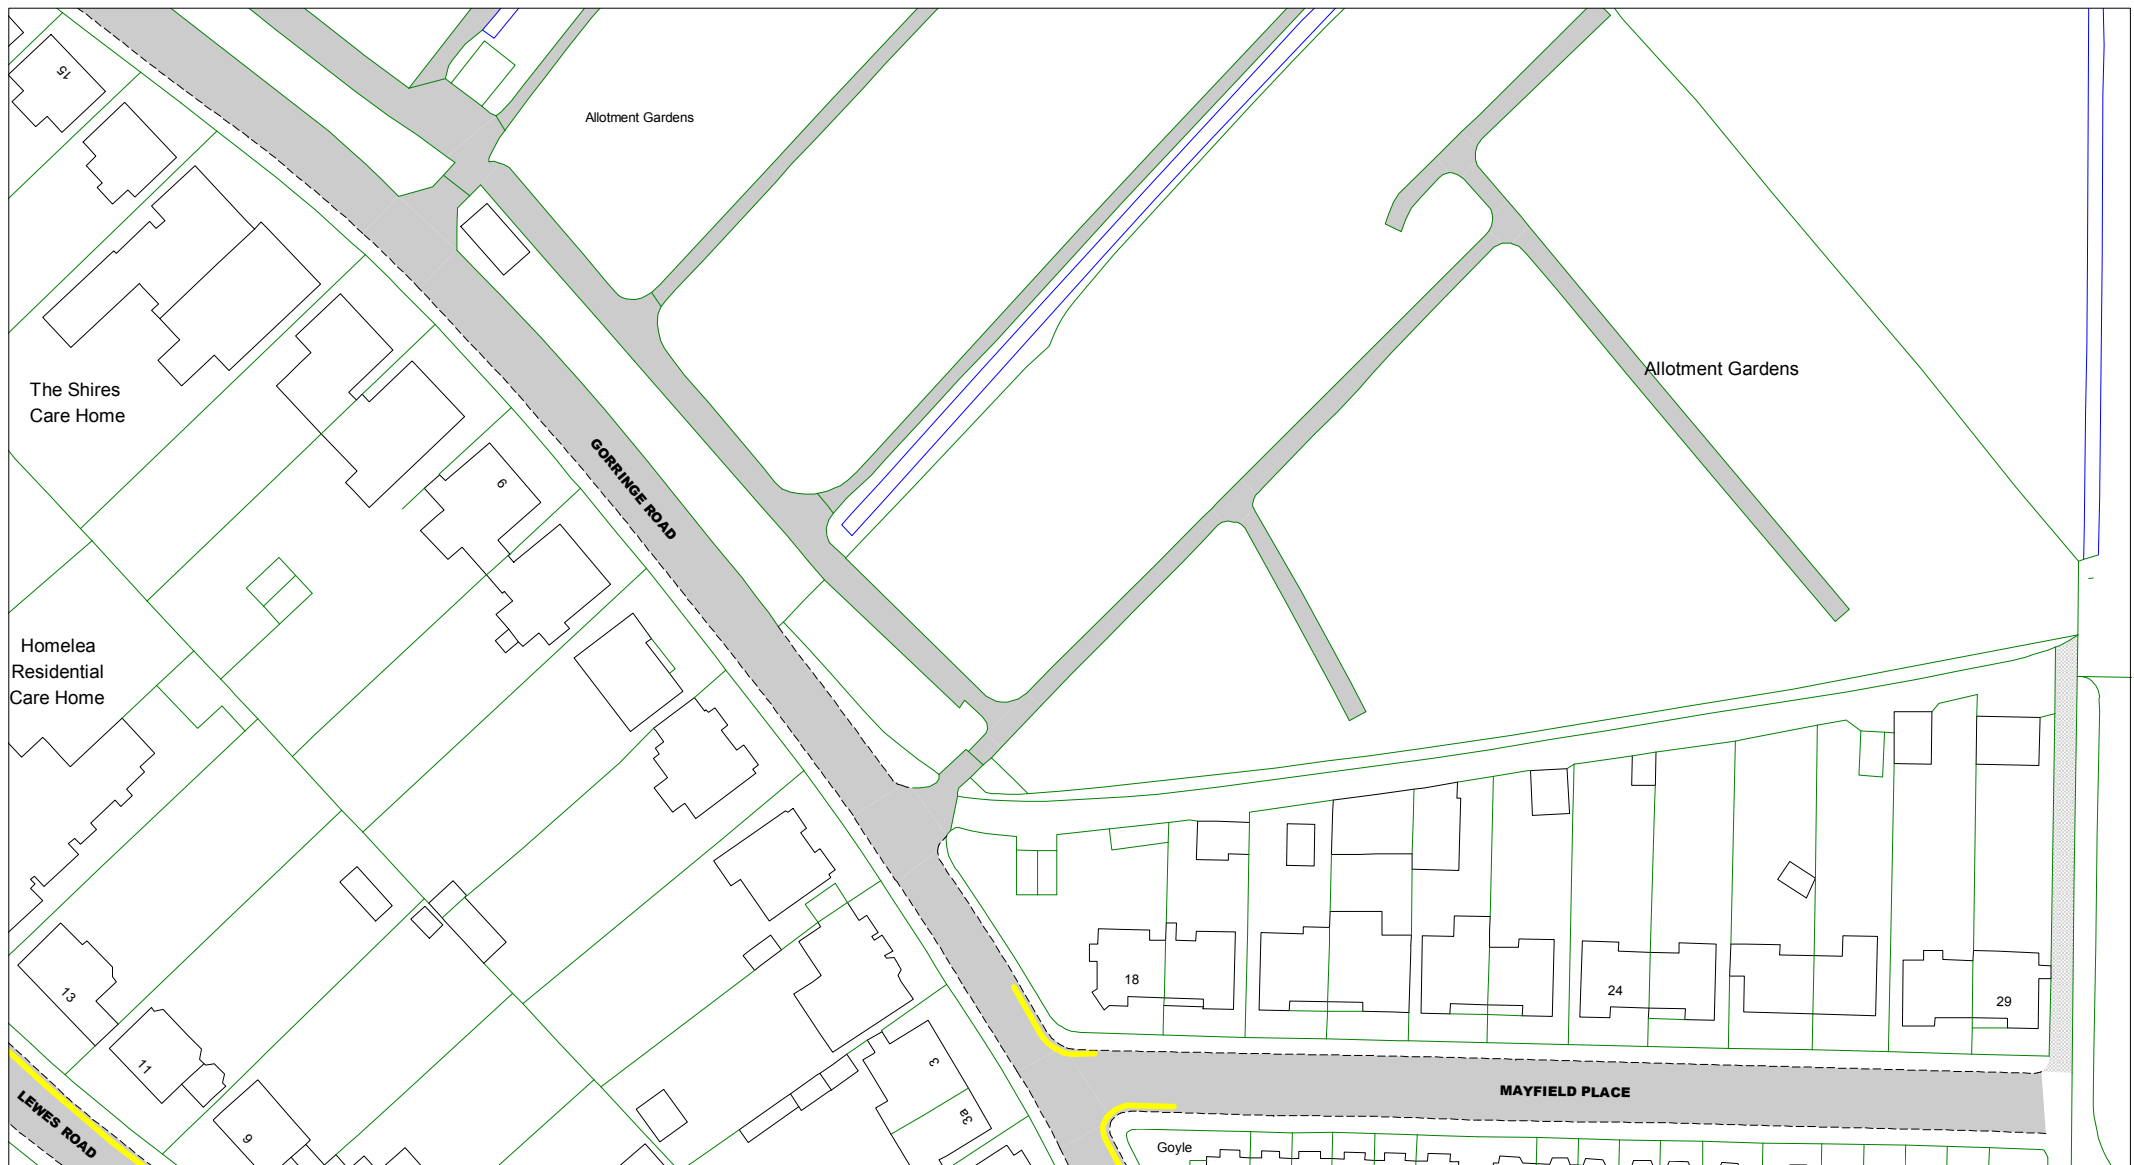 15
Allotment Gardens
Allotment Gardens
The Shires
Care Home
GORRINGE ROAD
6
Homelea
Residential
Care Home
13
11
9
LEWES ROAD
3
3a
18
24
29
MAYFIELD PLACE
Goyle